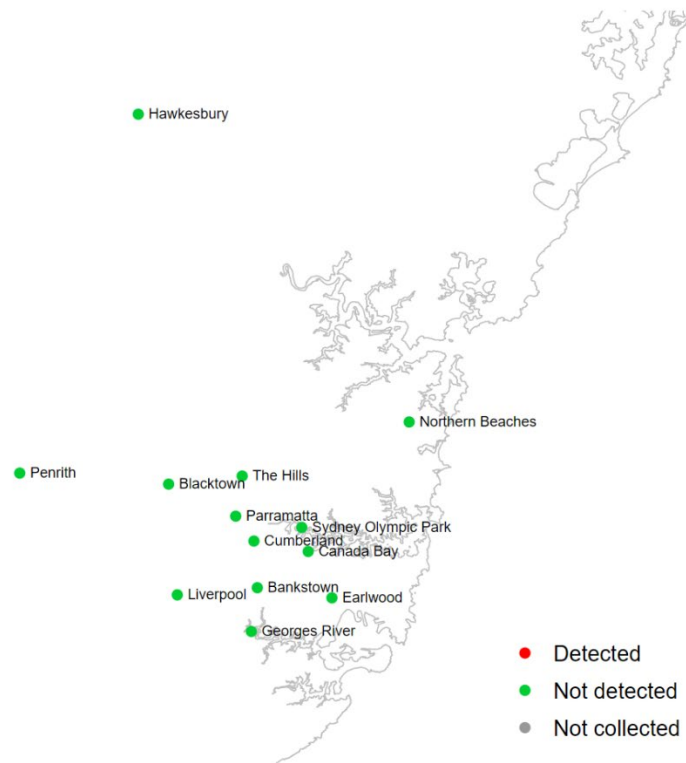 Hawkesbury
Northern Beaches
Penrith
The Hills
Blacktown
Parramatta
Sydney Olympic Park
Cumberland
Canada Bay
Bankstown
Liverpool
Earlwood
Georges River
Detected
Not detected
Not collected